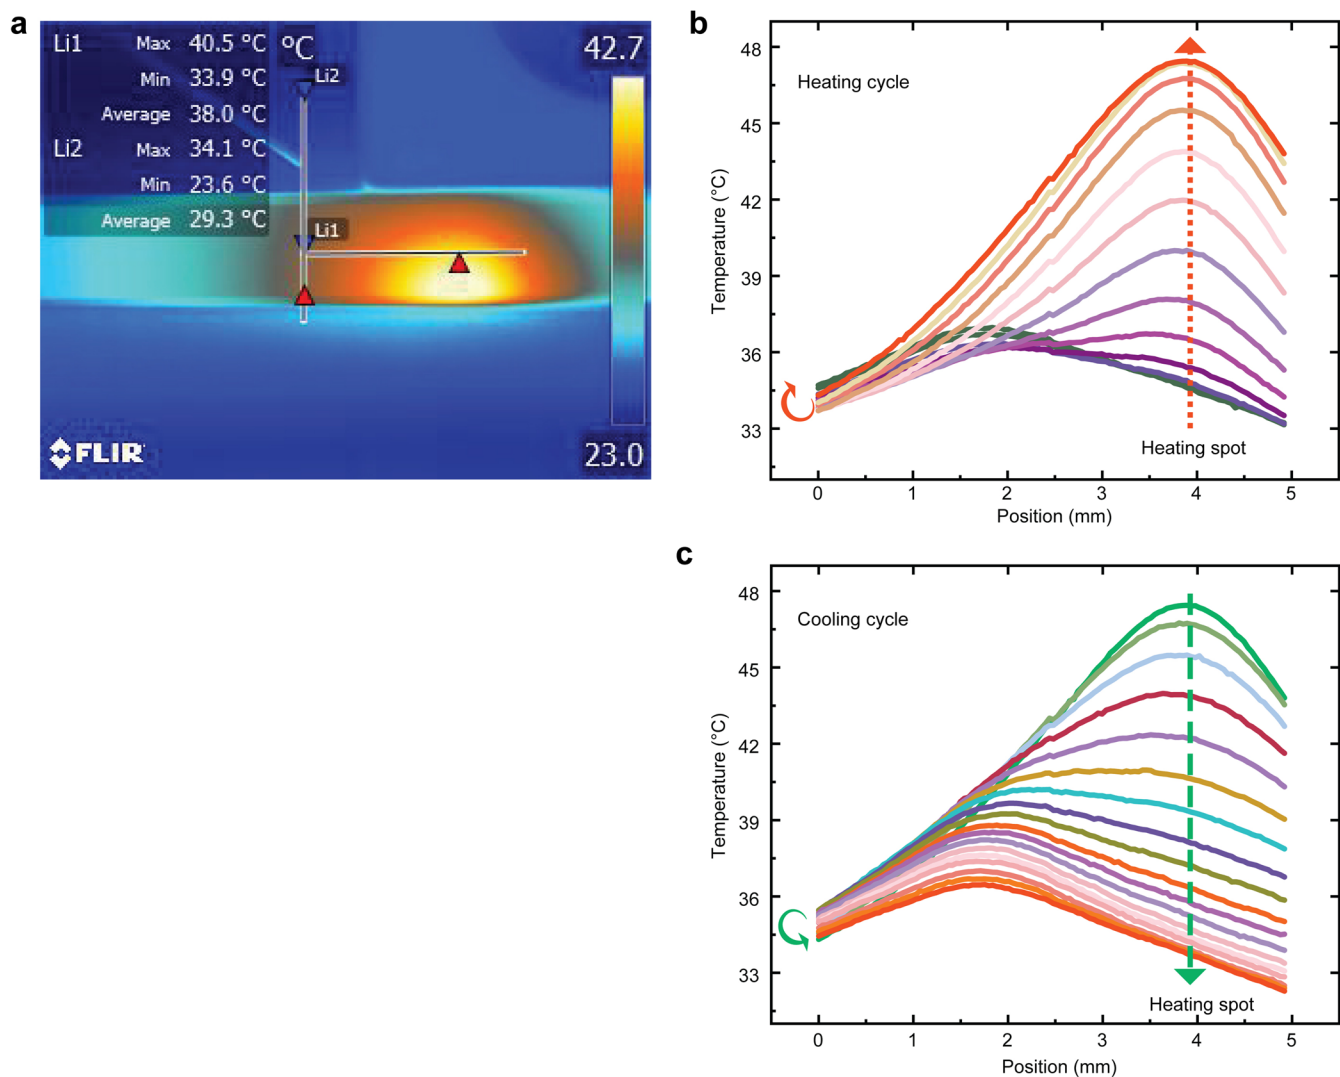 a
Li1 Max 40.5 °C
Min 33.9 °C
Average 38.0 °C
Li2 Max 34.1 °C
Min 23.6 °C
Average 29.3 °C
°C
Li2
Li1
42.7
23.0
FLIR
b
Heating cycle
48
45
42
39
36
33
Temperature (°C)
Heating spot
0 1 2 3 4 5
Position (mm)
c
Cooling cycle
48
45
42
39
36
33
Temperature (°C)
Heating spot
0 1 2 3 4 5
Position (mm)